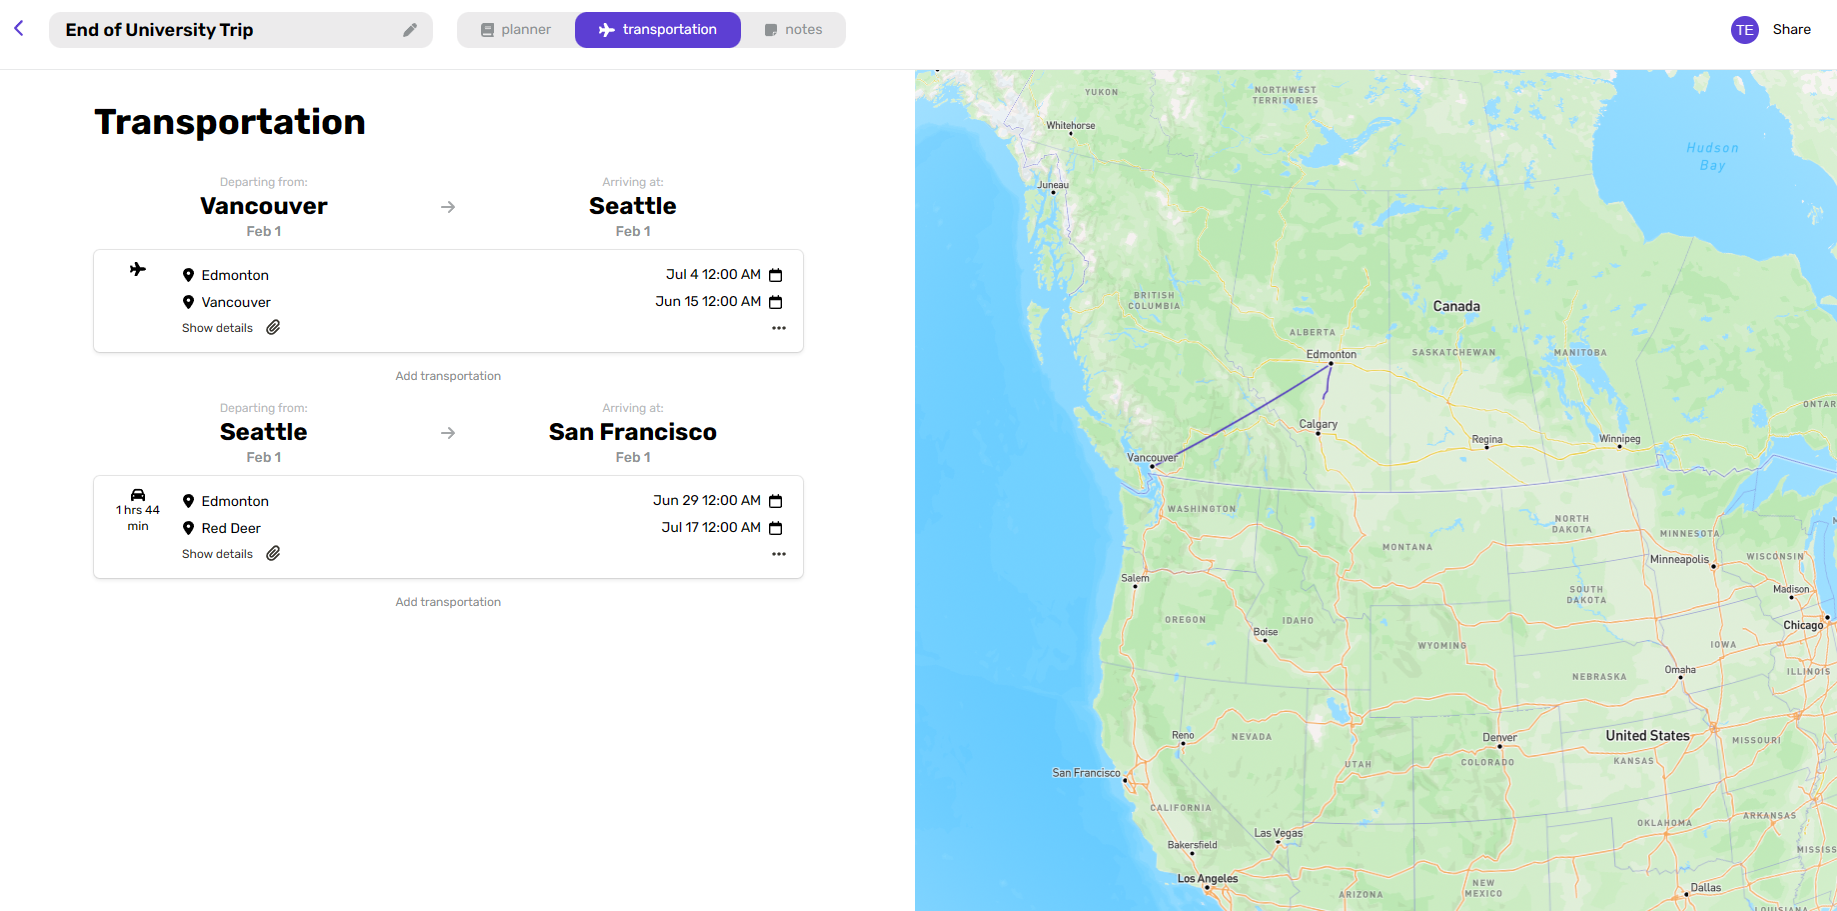 End of University Trip
planner
transportation
notes
TE
Share
Transportation
Departing from:
Arriving at:
Vancouver
Seattle
Feb 1
Feb 1
Edmonton
Jul 4 12:00 AM
Vancouver
Jun 15 12:00 AM
Show details
Add transportation
Departing from:
Arriving at:
Seattle
San Francisco
Feb 1
Feb 1
1 hrs 44
min
Edmonton
Jun 29 12:00 AM
Red Deer
Jul 17 12:00 AM
Show details
Add transportation
YUKON
NORTHWEST
TERRITORIES
Whitehorse
Hudson
Bay
Juneau
BRITISH
COLUMBIA
Canada
ALBERTA
Edmonton
SASKATCHEWAN
MANITOBA
ONTAR
Calgary
Regina
Winnipeg
Vancouver
WASHINGTON
NORTH
DAKOTA
MINNESOTA
MONTANA
Minneapolis
WISCONSIN
Salem
SOUTH
DAKOTA
Madison
OREGON
IDAHO
Boise
Chicago
WYOMING
IOWA
Omaha
ILLINOIS
NEBRASKA
Reno
NEVADA
Denver
United States
MISSOURI
UTAH
COLORADO
KANSAS
San Francisco
CALIFORNIA
OKLAHOMA
ARKANSAS
Las Vegas
Bakersfield
MISSISS
Los Angeles
ARIZONA
NEW
MEXICO
Dallas
LOUISIANA